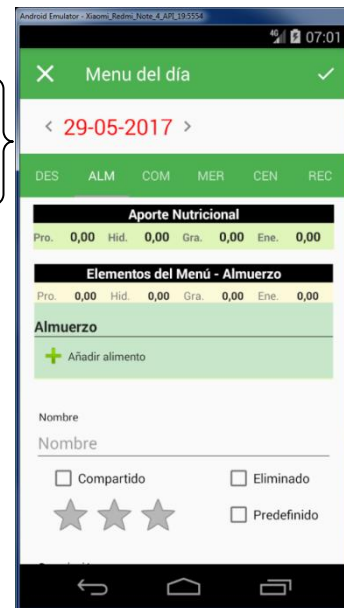 Android Emulator - Xiaomi_Redmi_Note_4_API_19:5554
4G 07:01
Menu del día
< 29-05-2017 >
DES ALM COM MER CEN REC
Aporte Nutricional
Pro. 0,00 Hid. 0,00 Gra. 0,00 Ene. 0,00
Elementos del Menú - Almuerzo
Pro. 0,00 Hid. 0,00 Gra. 0,00 Ene. 0,00
Almuerzo
Añadir alimento
Nombre
Nombre
Compartido Eliminado
Predefinido